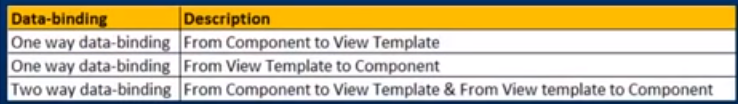 Data-binding Description
One way data-binding From Component to View Template
One way data-binding From View Template to Component
Two way data-binding From Component to View Template & From View template to Component